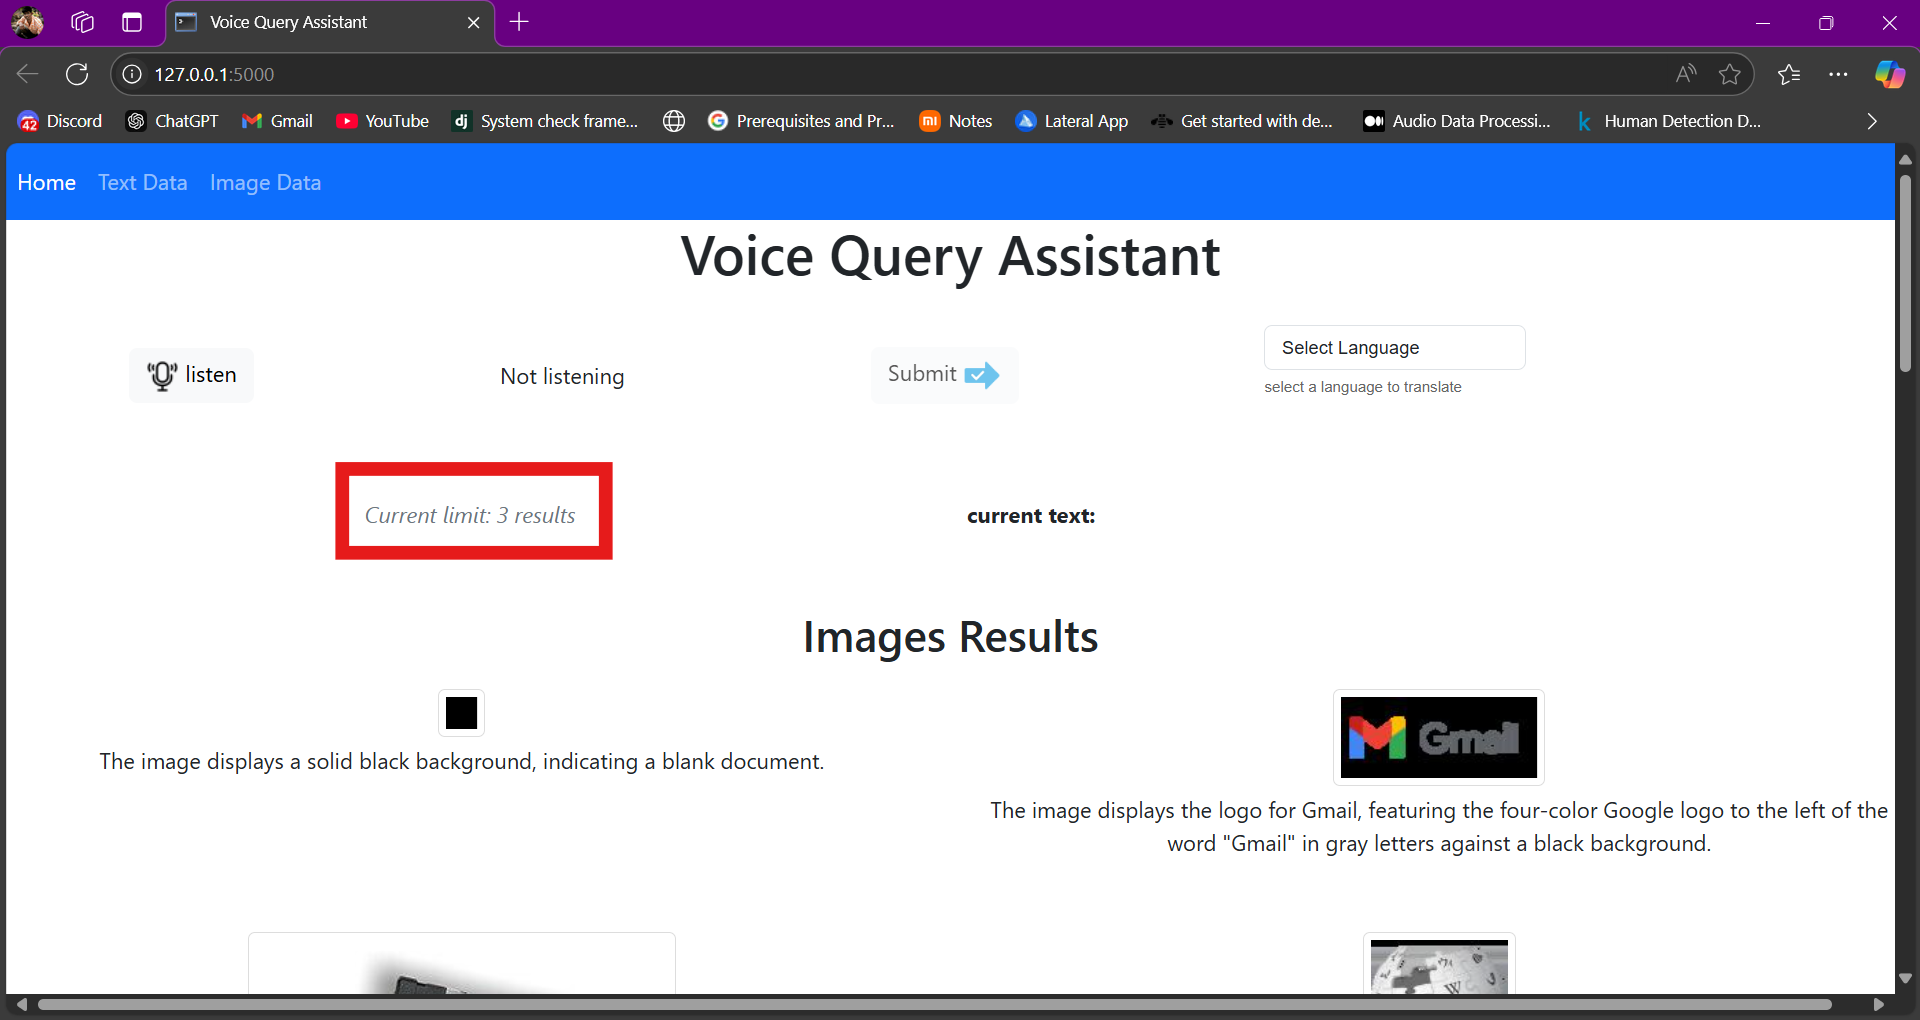 Voice Query Assistant
127.0.0.1:5000
42 Discord
ChatGPT
Gmail
YouTube
dj System check frame...
Prerequisites and Pr...
Notes
Lateral App
Get started with de...
Audio Data Processi...
k Human Detection D...
Home Text Data Image Data
Voice Query Assistant
listen
Not listening
Submit
Select Language
select a language to translate
Current limit: 3 results
current text:
Images Results
The image displays a solid black background, indicating a blank document.
Gmail
The image displays the logo for Gmail, featuring the four-color Google logo to the left of the
word "Gmail" in gray letters against a black background.
W